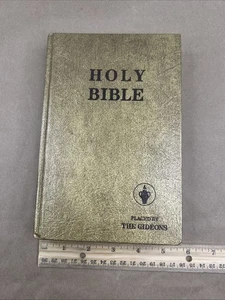 HOLY
BIBLE
PLACED BY
THE GIDEONS